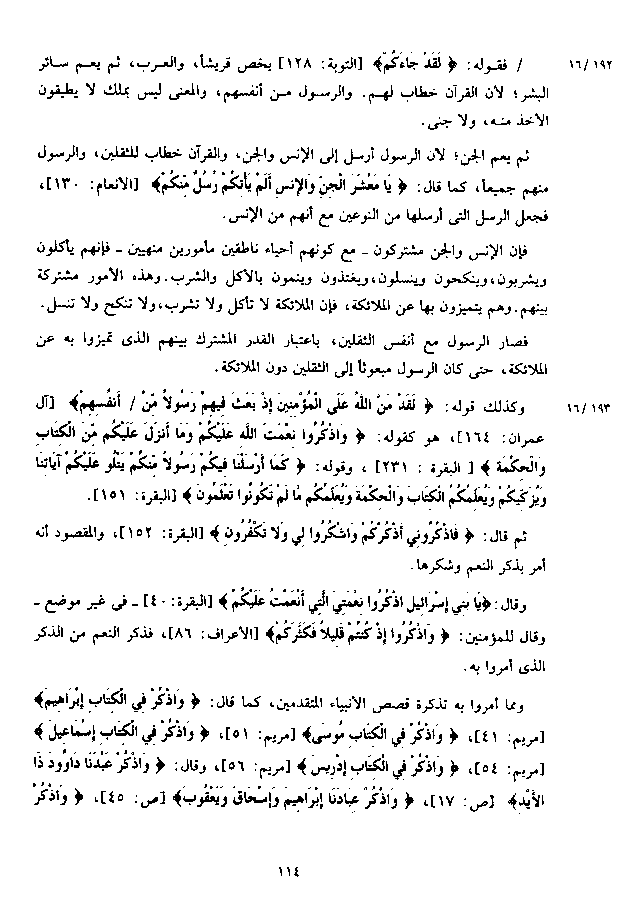 ١٦/١٩٢ / فقوله: ﴿ لَقَدْ جَاءَكُمْ﴾ [التوبة: ١٢٨] يخص قريشاً، والعرب، ثم يعم سائر
البشر؛ لأن القرآن خطاب لهم. والرسول من أنفسهم، والمعنى ليس بملك لا يطيقون
الأخذ منه، ولا جنى.
ثم يعم الجن؛ لأن الرسول أرسل إلى الإنس والجن، والقرآن خطاب للثقلين، والرسول
منهم جميعاً، كما قال: ﴿ يَا مَعْشَرَ الْجِنِّ وَالإِنسِ أَلَمْ يَأْتِكُمْ رُسُلٌ مِّنكُمْ﴾ [الأنعام: ١٣٠]،
فجعل الرسل التى أرسلها من النوعين مع أنهم من الإنس.
فإن الإنس والجن مشتركون ـ مع كونهم أحياء ناطقين مأمورين منهيين ـ فإنهم يأكلون
ويشربون، وينكحون وينسلون، ويغتذون وينمون بالأكل والشرب. وهذه الأمور مشتركة
بينهم. وهم يتميزون بها عن الملائكة، فإن الملائكة لا تأكل ولا تشرب، ولا تنكح ولا تنسل.
فصار الرسول مع أنفس الثقلين، باعتبار القدر المشترك بينهم الذى تميزوا به عن
الملائكة، حتى كان الرسول مبعوثاً إلى الثقلين دون الملائكة.
١٦/١٩٣ وكذلك قوله: ﴿ لَقَدْ مَنَّ اللَّهُ عَلَى الْمُؤْمِنِينَ إِذْ بَعَثَ فِيهِمْ رَسُولاً مِّنْ / أَنفُسِهِمْ﴾ [آل
عمران: ١٦٤]، هو كقوله: ﴿ وَاذْكُرُوا نِعْمَتَ اللَّهِ عَلَيْكُمْ وَمَا أَنزَلَ عَلَيْكُم مِّنَ الْكِتَابِ
وَالْحِكْمَةِ ﴾ [ البقرة : ٢٣١] ، وقوله: ﴿ كَمَا أَرْسَلْنَا فِيكُمْ رَسُولاً مِّنكُمْ يَتْلُو عَلَيْكُمْ آيَاتِنَا
وَيُزَكِّيكُمْ وَيُعَلِّمُكُمُ الْكِتَابَ وَالْحِكْمَةَ وَيُعَلِّمُكُم مَّا لَمْ تَكُونُوا تَعْلَمُونَ ﴾ [البقرة: ١٥١].
ثم قال: ﴿ فَاذْكُرُونِي أَذْكُرْكُمْ وَاشْكُرُوا لِي وَلا تَكْفُرُونِ ﴾ [البقرة: ١٥٢]، والمقصود أنه
أمر بذكر النعم وشكرها.
وقال: ﴿يَا بَنِي إِسْرَائِيلَ اذْكُرُوا نِعْمَتِيَ الَّتِي أَنْعَمْتُ عَلَيْكُمْ ﴾ [البقرة: ٤٠] ـ فى غير موضع ـ
وقال للمؤمنين: ﴿ وَاذْكُرُوا إِذْ كُنتُمْ قَلِيلاً فَكَثَّرَكُمْ﴾ [الأعراف: ٨٦]، فذكر النعم من الذكر
الذى أمروا به.
ومما أمروا به تذكرة قصص الأنبياء المتقدمين، كما قال: ﴿ وَاذْكُرْ فِي الْكِتَابِ إِبْرَاهِيمَ﴾
[مريم: ٤١]، ﴿ وَاذْكُرْ فِي الْكِتَابِ مُوسَىٰ﴾ [مريم: ٥١]، ﴿ وَاذْكُرْ فِي الْكِتَابِ إِسْمَاعِيلَ ﴾
[مريم: ٥٤]، ﴿ وَاذْكُرْ فِي الْكِتَابِ إِدْرِيسَ ﴾ [مريم: ٥٦]، وقال: ﴿ وَاذْكُرْ عَبْدَنَا دَاوُودَ ذَا
الأَيْدِ﴾ [ص: ١٧]، ﴿ وَاذْكُرْ عِبَادَنَا إِبْرَاهِيمَ وَإِسْحَاقَ وَيَعْقُوبَ﴾ [ص: ٤٥]، ﴿ وَاذْكُرْ
١١٤